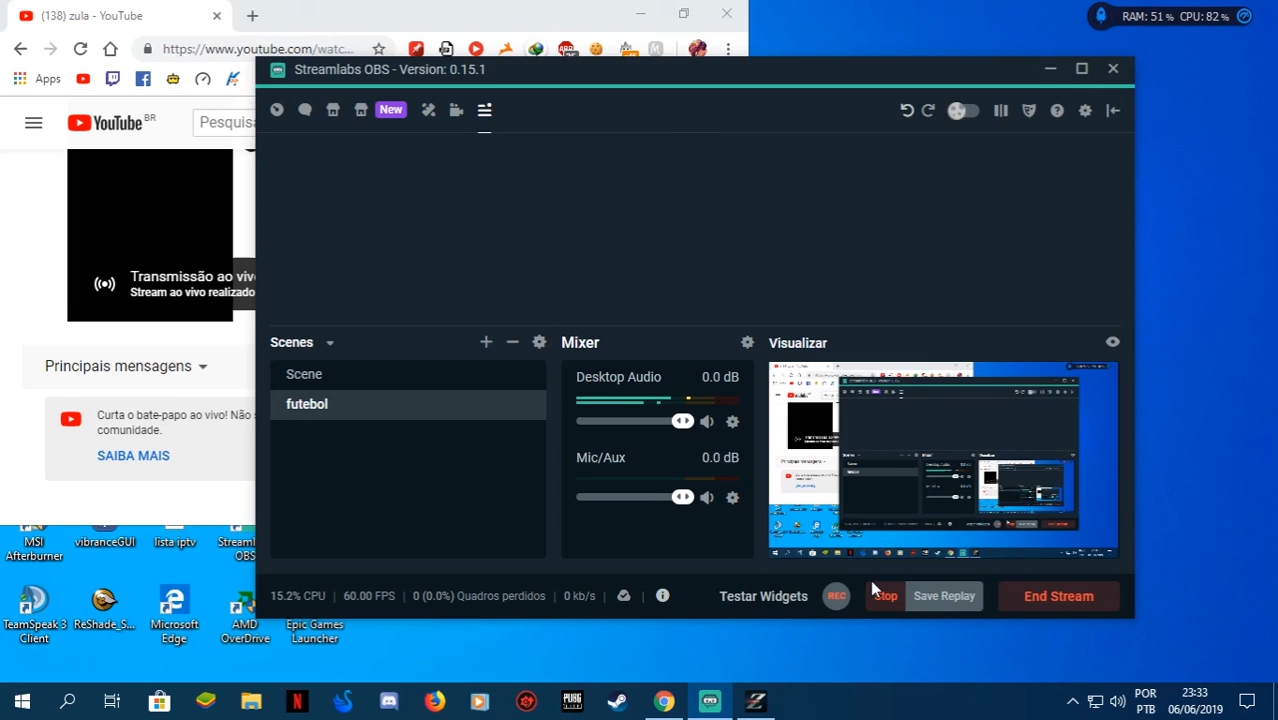 (138) zula - YouTube
RAM: 51 % CPU: 82 %
https://www.youtube.com/watc...
Apps
Streamlabs OBS - Version: 0.15.1
New
YouTube BR
Pesquisa
Transmissão ao viv
Stream ao vivo realizado
Principais mensagens
Curta o bate-papo ao vivo! Não
comunidade.
SAIBA MAIS
Scenes
Scene
futebol
Mixer
Desktop Audio 0.0 dB
Mic/Aux 0.0 dB
Visualizar
15.2% CPU 60.00 FPS 0 (0.0%) Quadros perdidos 0 kb/s
Testar Widgets REC Stop Save Replay End Stream
MSI
Afterburner
vibranceGUI
lista iptv
Streamla
OBS
TeamSpeak 3
Client
ReShade_S...
Microsoft
Edge
AMD
OverDrive
Epic Games
Launcher
POR
PTB
23:33
06/06/2019